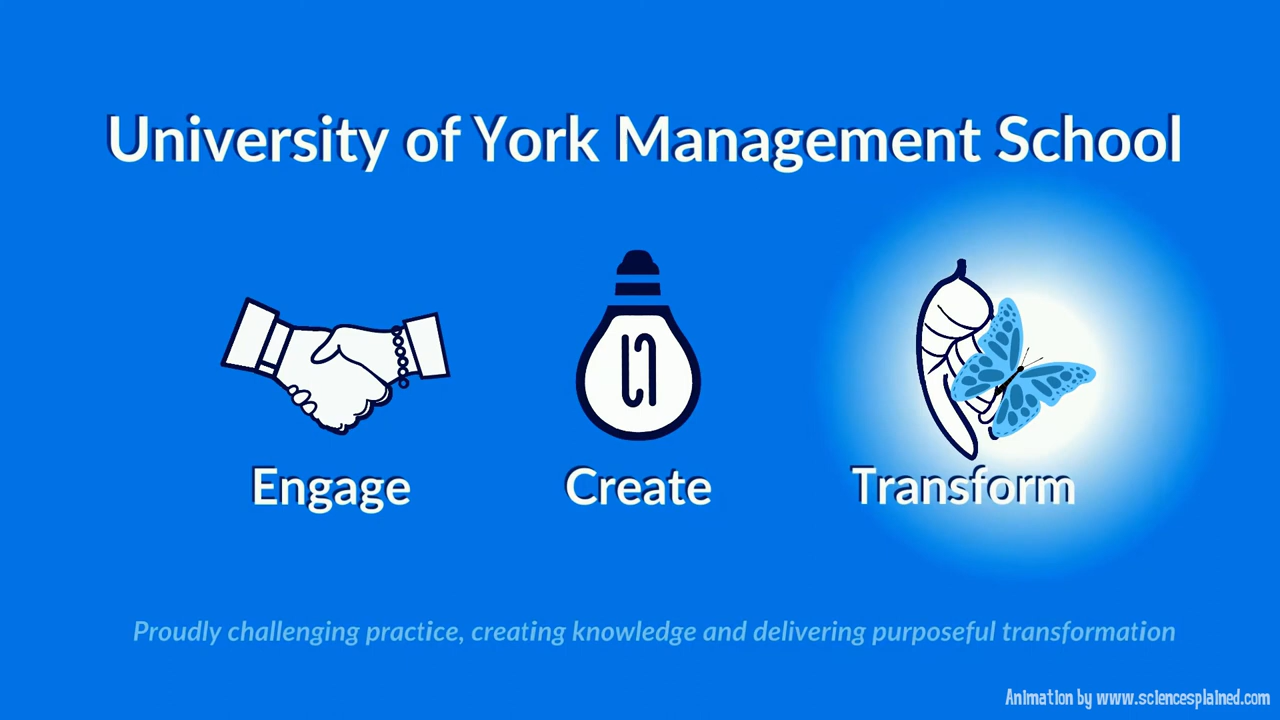 University of York Management School
Engage
Create
Transform
Proudly challenging practice, creating knowledge and delivering purposeful transformation
Animation by www.sciencesplained.com